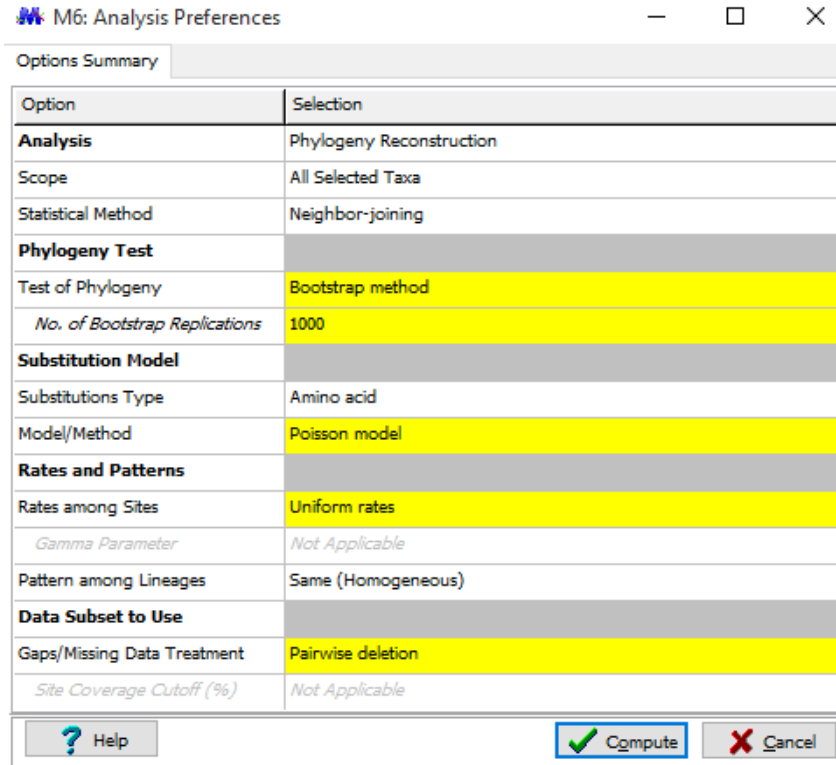 M6: Analysis Preferences
Options Summary
Option Selection
Analysis Phylogeny Reconstruction
Scope All Selected Taxa
Statistical Method Neighbor-joining
Phylogeny Test
Test of Phylogeny Bootstrap method
No. of Bootstrap Replications 1000
Substitution Model
Substitutions Type Amino acid
Model/Method Poisson model
Rates and Patterns
Rates among Sites Uniform rates
Gamma Parameter Not Applicable
Pattern among Lineages Same (Homogeneous)
Data Subset to Use
Gaps/Missing Data Treatment Pairwise deletion
Site Coverage Cutoff (%) Not Applicable
? Help Compute Cancel